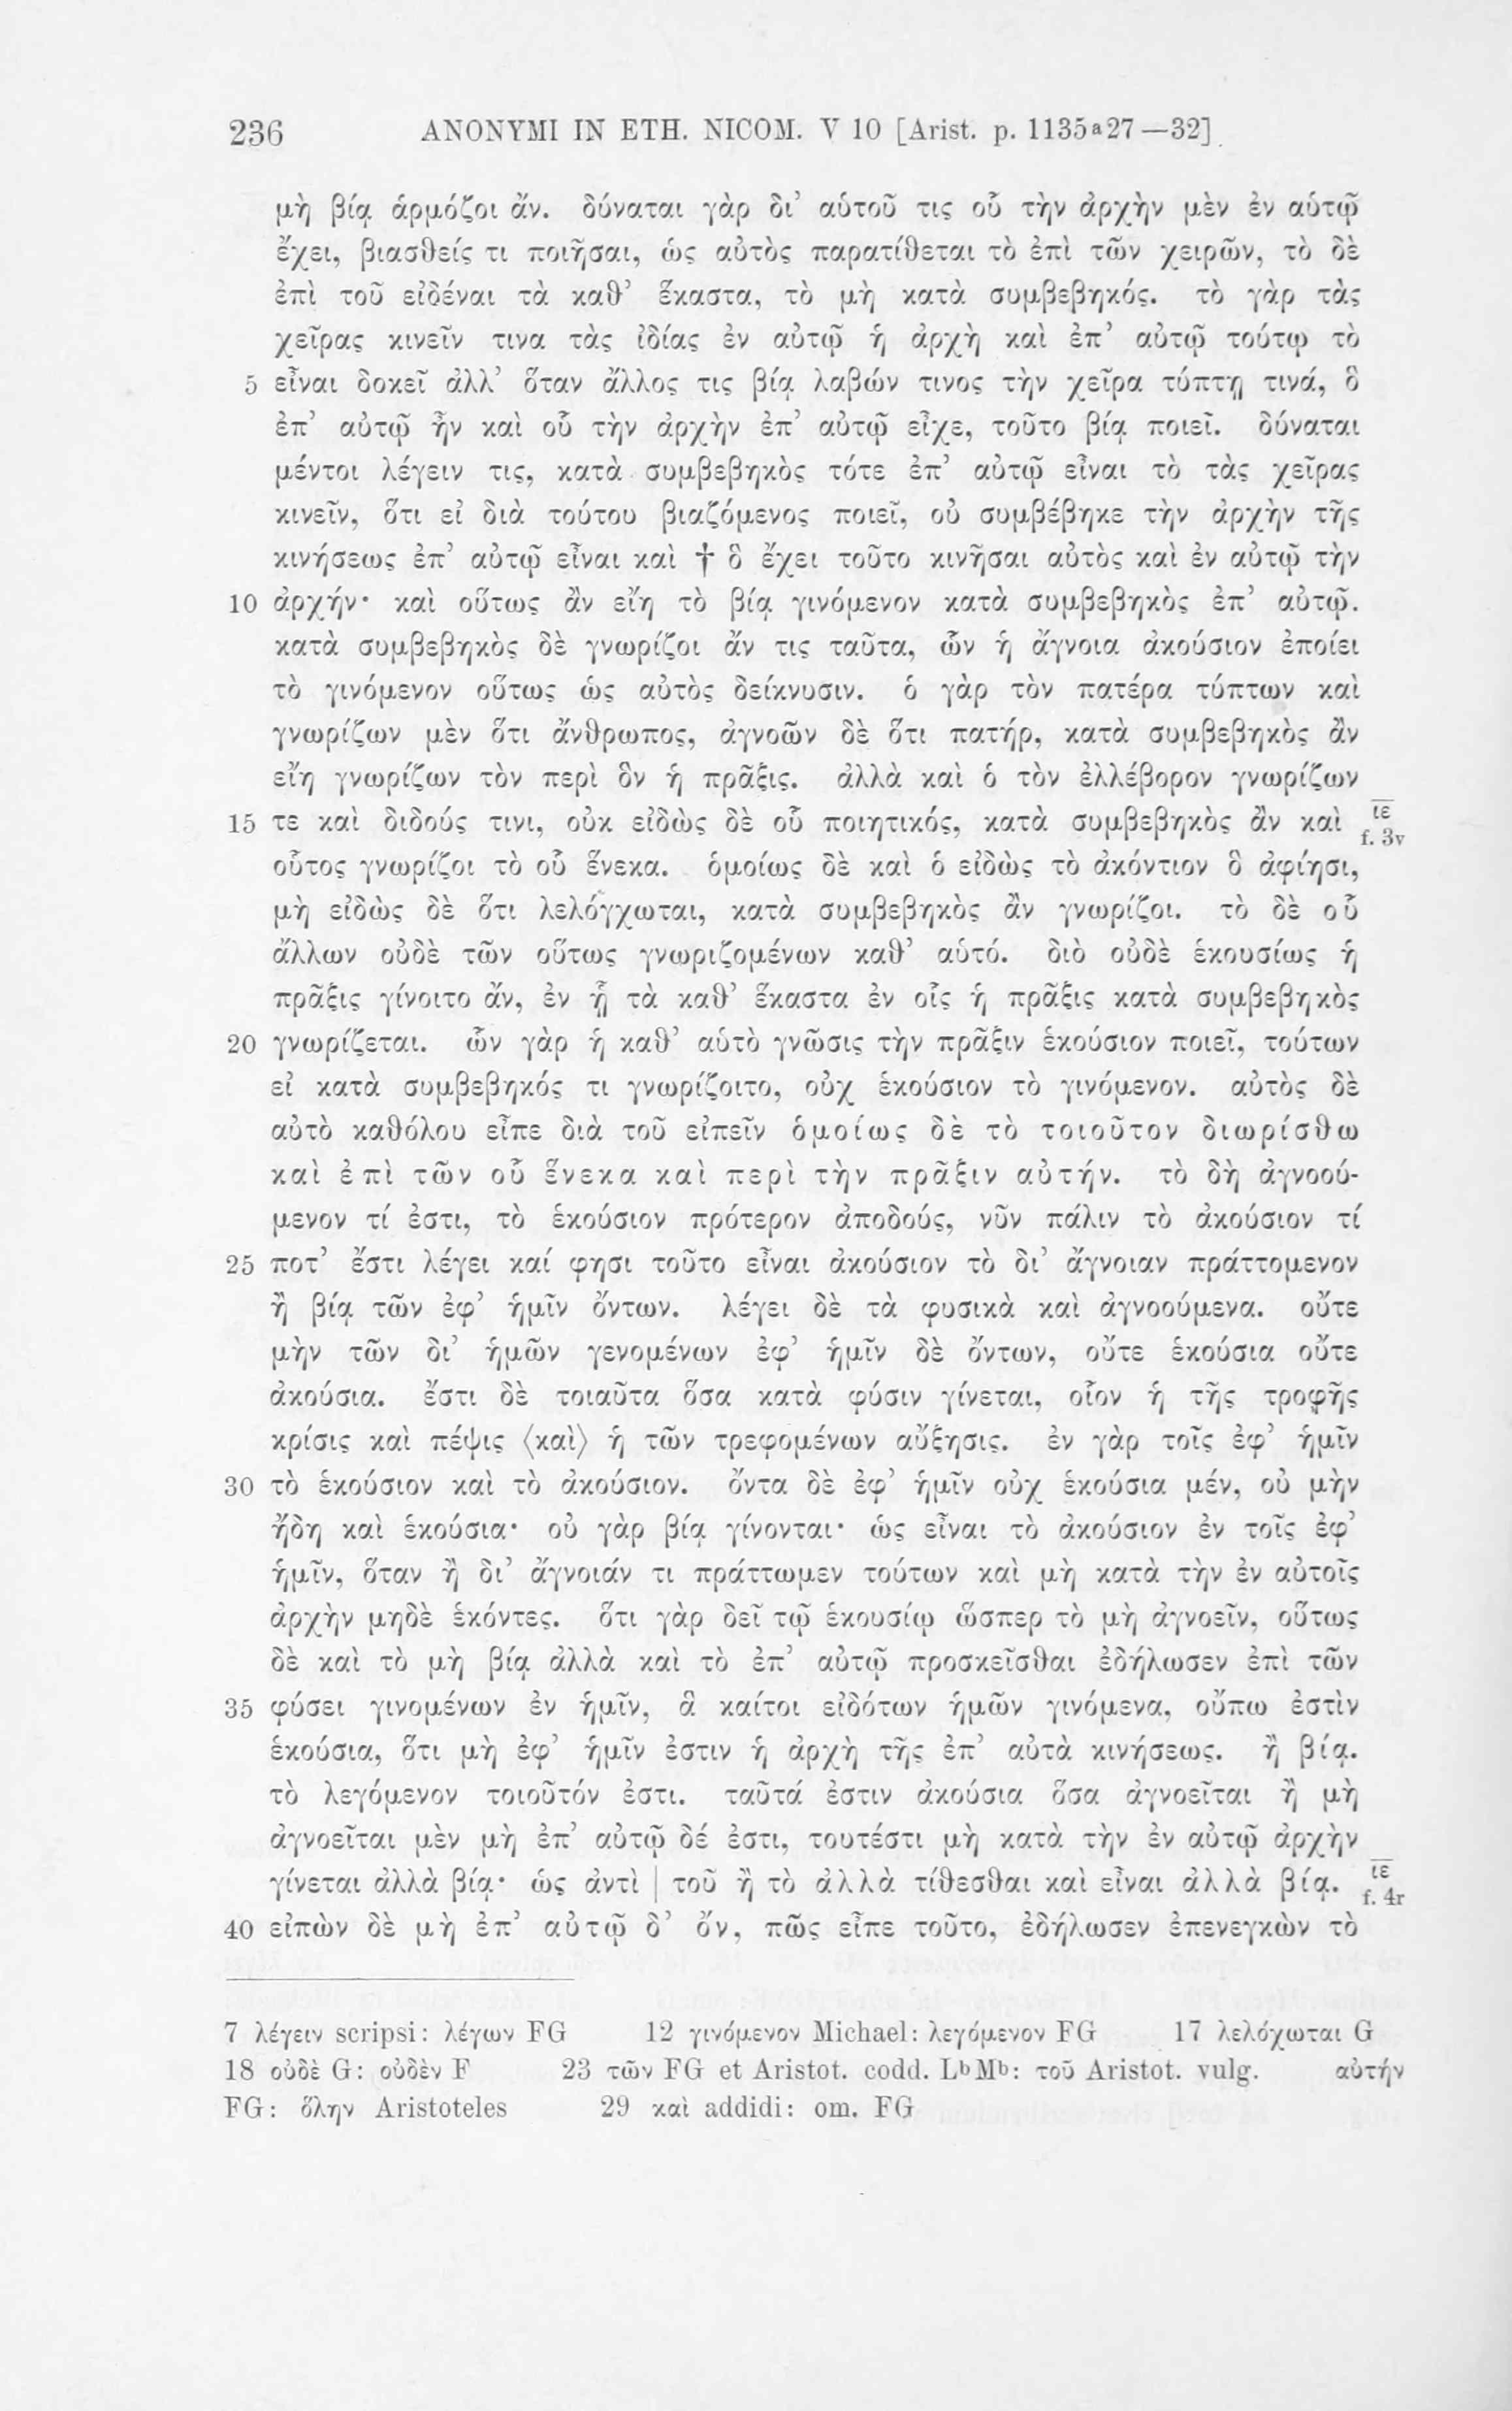 236 ANONYMI IN ETH. NICOM. V 10 [Arist. p. 1135a27—32]
μὴ βίᾳ ἁρμόζοι ἄν. δύναται γὰρ δι’ αὑτοῦ τις οὗ τὴν ἀρχὴν μὲν ἐν αὑτῷ
ἔχει, βιασθείς τι ποιῆσαι, ὡς αὐτὸς παρατίθεται τὸ ἐπὶ τῶν χειρῶν, τὸ δὲ
ἐπὶ τοῦ εἰδέναι τὰ καθ’ ἕκαστα, τὸ μὴ κατὰ συμβεβηκός. τὸ γὰρ τὰς
χεῖρας κινεῖν τινα τὰς ἰδίας ἐν αὐτῷ ἡ ἀρχὴ καὶ ἐπ’ αὐτῷ τούτῳ τὸ
5 εἶναι δοκεῖ ἀλλ’ ὅταν ἄλλος τις βίᾳ λαβών τινος τὴν χεῖρα τύπτῃ τινά, ὃ
ἐπ’ αὐτῷ ἦν καὶ οὗ τὴν ἀρχὴν ἐπ’ αὐτῷ εἶχε, τοῦτο βίᾳ ποιεῖ. δύναται
μέντοι λέγειν τις, κατὰ συμβεβηκὸς τότε ἐπ’ αὐτῷ εἶναι τὸ τὰς χεῖρας
κινεῖν, ὅτι εἰ διὰ τούτου βιαζόμενος ποιεῖ, οὐ συμβέβηκε τὴν ἀρχὴν τῆς
κινήσεως ἐπ’ αὐτῷ εἶναι καὶ † ὃ ἔχει τοῦτο κινῆσαι αὐτὸς καὶ ἐν αὐτῷ τὴν
10 ἀρχήν· καὶ οὕτως ἂν εἴη τὸ βίᾳ γινόμενον κατὰ συμβεβηκὸς ἐπ’ αὐτῷ.
κατὰ συμβεβηκὸς δὲ γνωρίζοι ἄν τις ταῦτα, ὧν ἡ ἄγνοια ἀκούσιον ἐποίει
τὸ γινόμενον οὕτως ὡς αὐτὸς δείκνυσιν. ὁ γὰρ τὸν πατέρα τύπτων καὶ
γνωρίζων μὲν ὅτι ἄνθρωπος, ἀγνοῶν δὲ ὅτι πατήρ, κατὰ συμβεβηκὸς ἂν
εἴη γνωρίζων τὸν περὶ ὃν ἡ πρᾶξις. ἀλλὰ καὶ ὁ τὸν ἐλλέβορον γνωρίζων
15 τε καὶ διδούς τινι, οὐκ εἰδὼς δὲ οὗ ποιητικός, κατὰ συμβεβηκὸς ἂν καὶ ιε f. 3v
οὗτος γνωρίζοι τὸ οὗ ἕνεκα. ὁμοίως δὲ καὶ ὁ εἰδὼς τὸ ἀκόντιον ὃ ἀφίησι,
μὴ εἰδὼς δὲ ὅτι λελόγχωται, κατὰ συμβεβηκὸς ἂν γνωρίζοι. τὸ δὲ οὗ
ἄλλων οὐδὲ τῶν οὕτως γνωριζομένων καθ’ αὑτό. διὸ οὐδὲ ἑκουσίως ἡ
πρᾶξις γίνοιτο ἄν, ἐν ᾗ τὰ καθ’ ἕκαστα ἐν οἷς ἡ πρᾶξις κατὰ συμβεβηκὸς
20 γνωρίζεται. ὧν γὰρ ἡ καθ’ αὑτὸ γνῶσις τὴν πρᾶξιν ἑκούσιον ποιεῖ, τούτων
εἰ κατὰ συμβεβηκός τι γνωρίζοιτο, οὐχ ἑκούσιον τὸ γινόμενον. αὐτὸς δὲ
αὐτὸ καθόλου εἶπε διὰ τοῦ εἰπεῖν ὁμοίως δὲ τὸ τοιοῦτον διωρίσθω
καὶ ἐπὶ τῶν οὗ ἕνεκα καὶ περὶ τὴν πρᾶξιν αὐτήν. τὸ δὴ ἀγνοού-
μενον τί ἐστι, τὸ ἑκούσιον πρότερον ἀποδούς, νῦν πάλιν τὸ ἀκούσιον τί
25 ποτ’ ἔστι λέγει καί φησι τοῦτο εἶναι ἀκούσιον τὸ δι’ ἄγνοιαν πράττομενον
ἢ βίᾳ τῶν ἐφ’ ἡμῖν ὄντων. λέγει δὲ τὰ φυσικὰ καὶ ἀγνοούμενα. οὔτε
μὴν τῶν δι’ ἡμῶν γενομένων ἐφ’ ἡμῖν δὲ ὄντων, οὔτε ἑκούσια οὔτε
ἀκούσια. ἔστι δὲ τοιαῦτα ὅσα κατὰ φύσιν γίνεται, οἷον ἡ τῆς τροφῆς
κρίσις καὶ πέψις ⟨καὶ⟩ ἡ τῶν τρεφομένων αὔξησις. ἐν γὰρ τοῖς ἐφ’ ἡμῖν
30 τὸ ἑκούσιον καὶ τὸ ἀκούσιον. ὄντα δὲ ἐφ’ ἡμῖν οὐχ ἑκούσια μέν, οὐ μὴν
ἤδη καὶ ἑκούσια· οὐ γὰρ βίᾳ γίνονται· ὡς εἶναι τὸ ἀκούσιον ἐν τοῖς ἐφ’
ἡμῖν, ὅταν ἢ δι’ ἄγνοιάν τι πράττωμεν τούτων καὶ μὴ κατὰ τὴν ἐν αὐτοῖς
ἀρχὴν μηδὲ ἑκόντες. ὅτι γὰρ δεῖ τῷ ἑκουσίῳ ὥσπερ τὸ μὴ ἀγνοεῖν, οὕτως
δὲ καὶ τὸ μὴ βίᾳ ἀλλὰ καὶ τὸ ἐπ’ αὐτῷ προσκεῖσθαι ἐδήλωσεν ἐπὶ τῶν
35 φύσει γινομένων ἐν ἡμῖν, ἃ καίτοι εἰδότων ἡμῶν γινόμενα, οὔπω ἐστὶν
ἑκούσια, ὅτι μὴ ἐφ’ ἡμῖν ἐστιν ἡ ἀρχὴ τῆς ἐπ’ αὐτὰ κινήσεως. ἢ βίᾳ.
τὸ λεγόμενον τοιοῦτόν ἐστι. ταῦτά ἐστιν ἀκούσια ὅσα ἀγνοεῖται ἢ μὴ
ἀγνοεῖται μὲν μὴ ἐπ’ αὐτῷ δέ ἐστι, τουτέστι μὴ κατὰ τὴν ἐν αὐτῷ ἀρχὴν
γίνεται ἀλλὰ βίᾳ· ὡς ἀντὶ | τοῦ ἢ τὸ ἀλλὰ τίθεσθαι καὶ εἶναι ἀλλὰ βίᾳ. ιε f. 4r
40 εἰπὼν δὲ μὴ ἐπ’ αὐτῷ δ’ ὄν, πῶς εἶπε τοῦτο, ἐδήλωσεν ἐπενεγκὼν τὸ
7 λέγειν scripsi: λέγων FG 12 γινόμενον Michael: λεγόμενον FG 17 λελόχωται G
18 οὐδὲ G: οὐδὲν F 23 τῶν FG et Aristot. codd. LbMb: τοῦ Aristot. vulg. αὐτήν
FG: ὅλην Aristoteles 29 καὶ addidi: om. FG